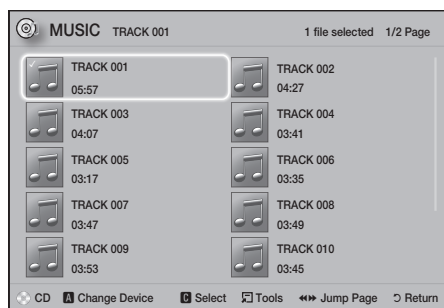 MUSIC TRACK 001 1 file selected 1/2 Page
TRACK 001
05:57
TRACK 002
04:27
TRACK 003
04:07
TRACK 004
03:41
TRACK 005
03:17
TRACK 006
03:35
TRACK 007
03:47
TRACK 008
03:49
TRACK 009
03:53
TRACK 010
03:45
CD A Change Device C Select Tools Jump Page Return